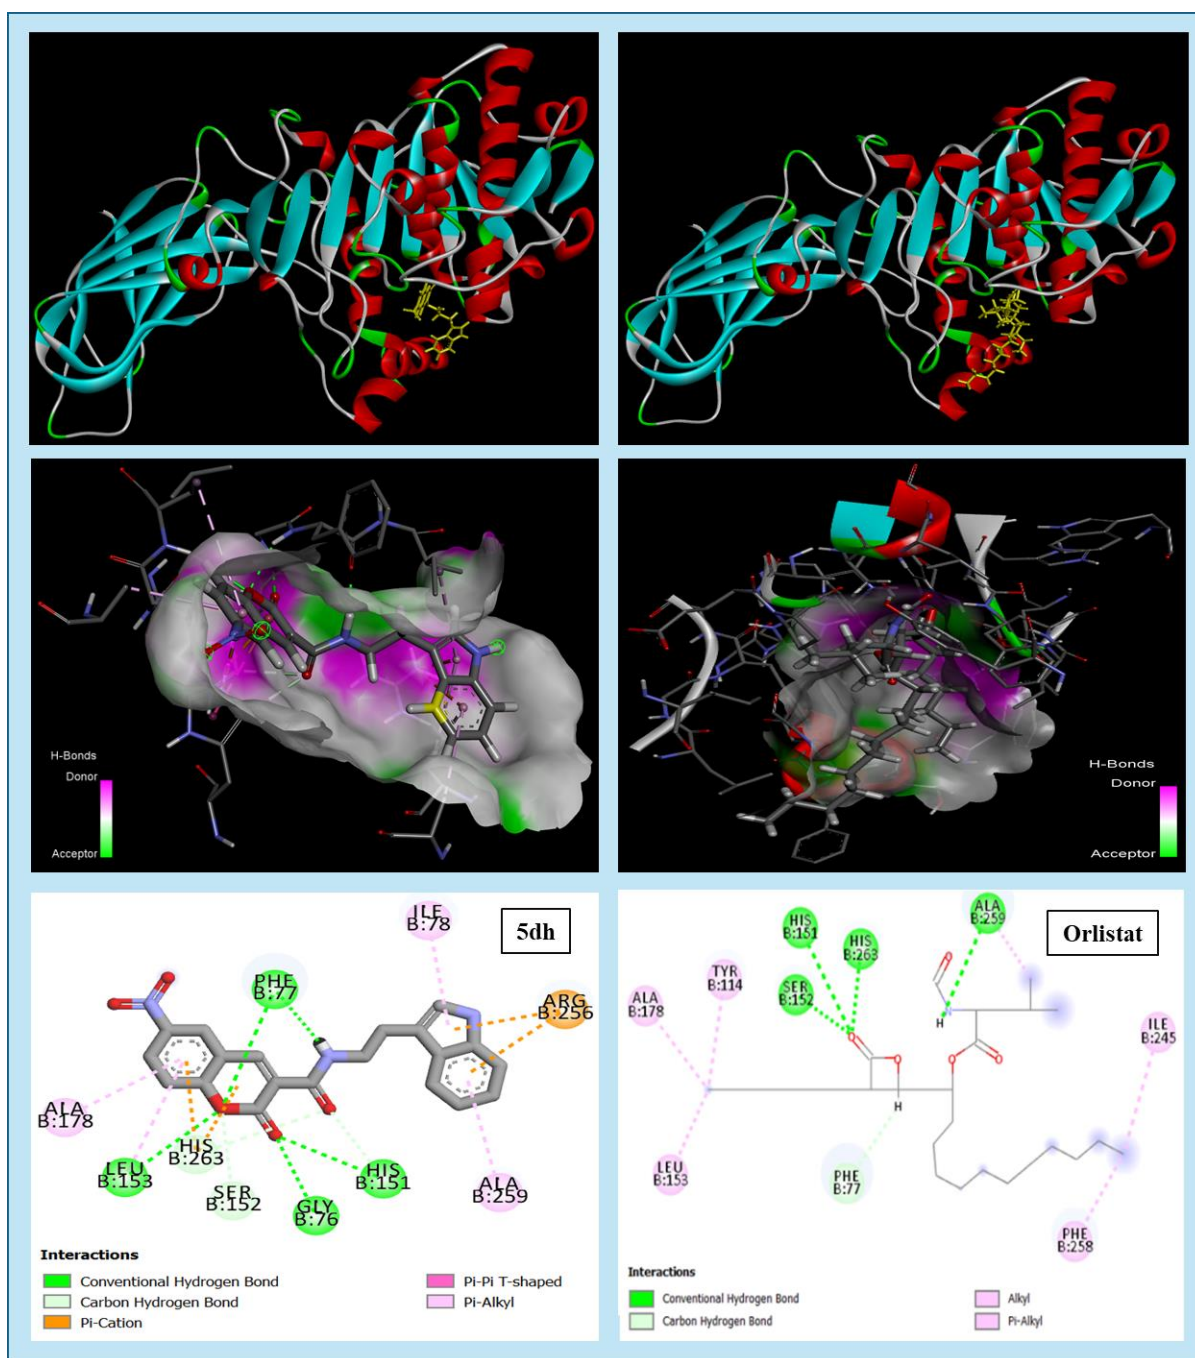 H-Bonds
Donor
Acceptor
H-Bonds
Donor
Acceptor
5dh
ILE
B:78
PHE
B:77
ARG
B:256
ALA
B:178
HIS
B:263
LEU
B:153
SER
B:152
GLY
B:76
HIS
B:151
ALA
B:259
Interactions
Conventional Hydrogen Bond
Carbon Hydrogen Bond
Pi-Cation
Pi-Pi T-shaped
Pi-Alkyl
Orlistat
HIS
B:151
HIS
B:263
SER
B:152
ALA
B:259
TYR
B:114
ALA
B:178
ILE
B:245
LEU
B:153
PHE
B:77
PHE
B:258
O
N
H
O
O
O
O
H
Interactions
Conventional Hydrogen Bond
Carbon Hydrogen Bond
Alkyl
Pi-Alkyl